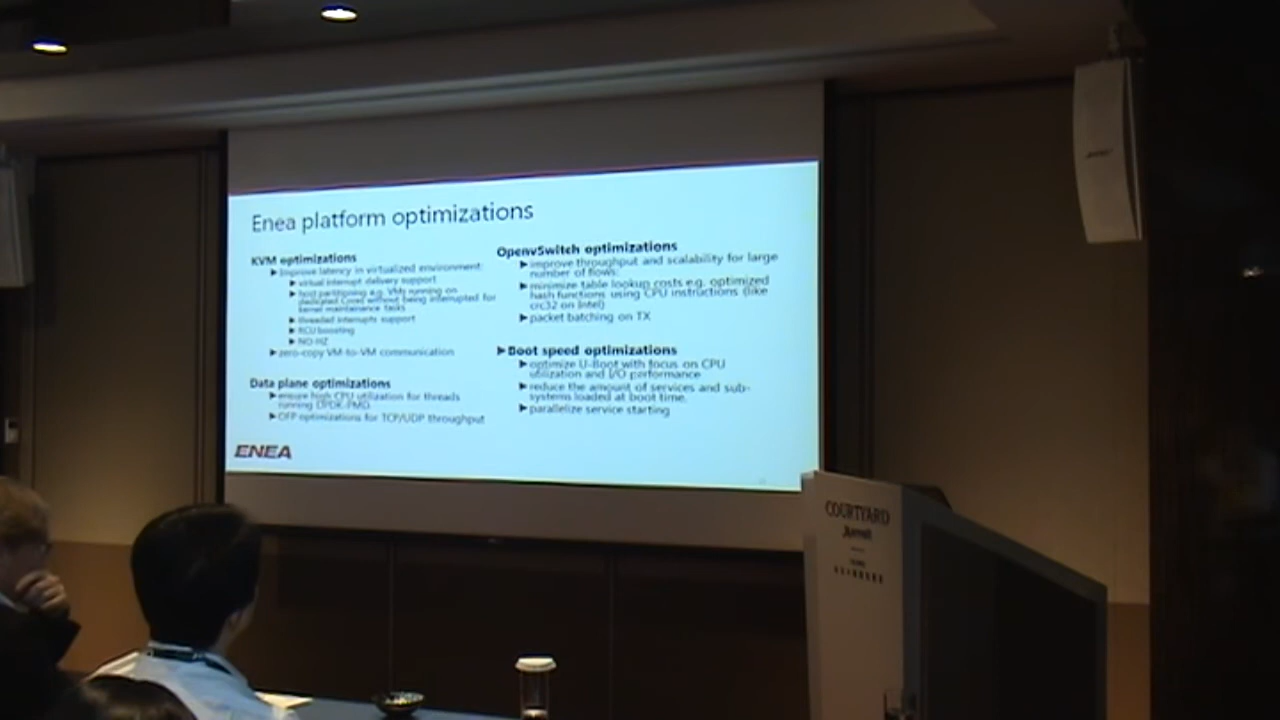 Enea platform optimizations
KVM optimizations
Improve latency in virtualized environment:
virtual interrupt delivery support
host partitioning e.g. VMs running on
dedicated Cores without being interrupted for
kernel maintainance tasks
threaded interrupts support
RCU boosting
NO-HZ
zero-copy VM-to-VM communication
Data plane optimizations
ensure high CPU utilization for threads
running DPDK-PMD
OFP optimizations for TCP/UDP throughput
OpenvSwitch optimizations
improve throughput and scalability for large
number of flows:
minimize table lookup costs e.g. optimized
hash functions using CPU instructions (like
crc32 on Intel)
packet batching on TX
Boot speed optimizations
optimize U-Boot with focus on CPU
utilization and I/O performance
reduce the amount of services and sub-
systems loaded at boot time.
parallelize service starting
ENEA
COURTYARD
Marriott